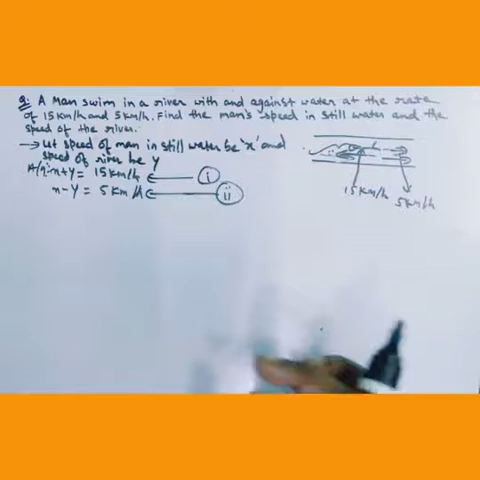 Q: A Man swim in a river with and against water at the rate
of 15 Km/h and 5 Km/h. Find the man's speed in still water and the
speed of the river.
→ Let speed of man in still water be 'x' and
speed of river be y
A/q: x+y = 15 km/h ← (i)
x-y = 5 km/h ← (ii)
15 km/h
5 km/h